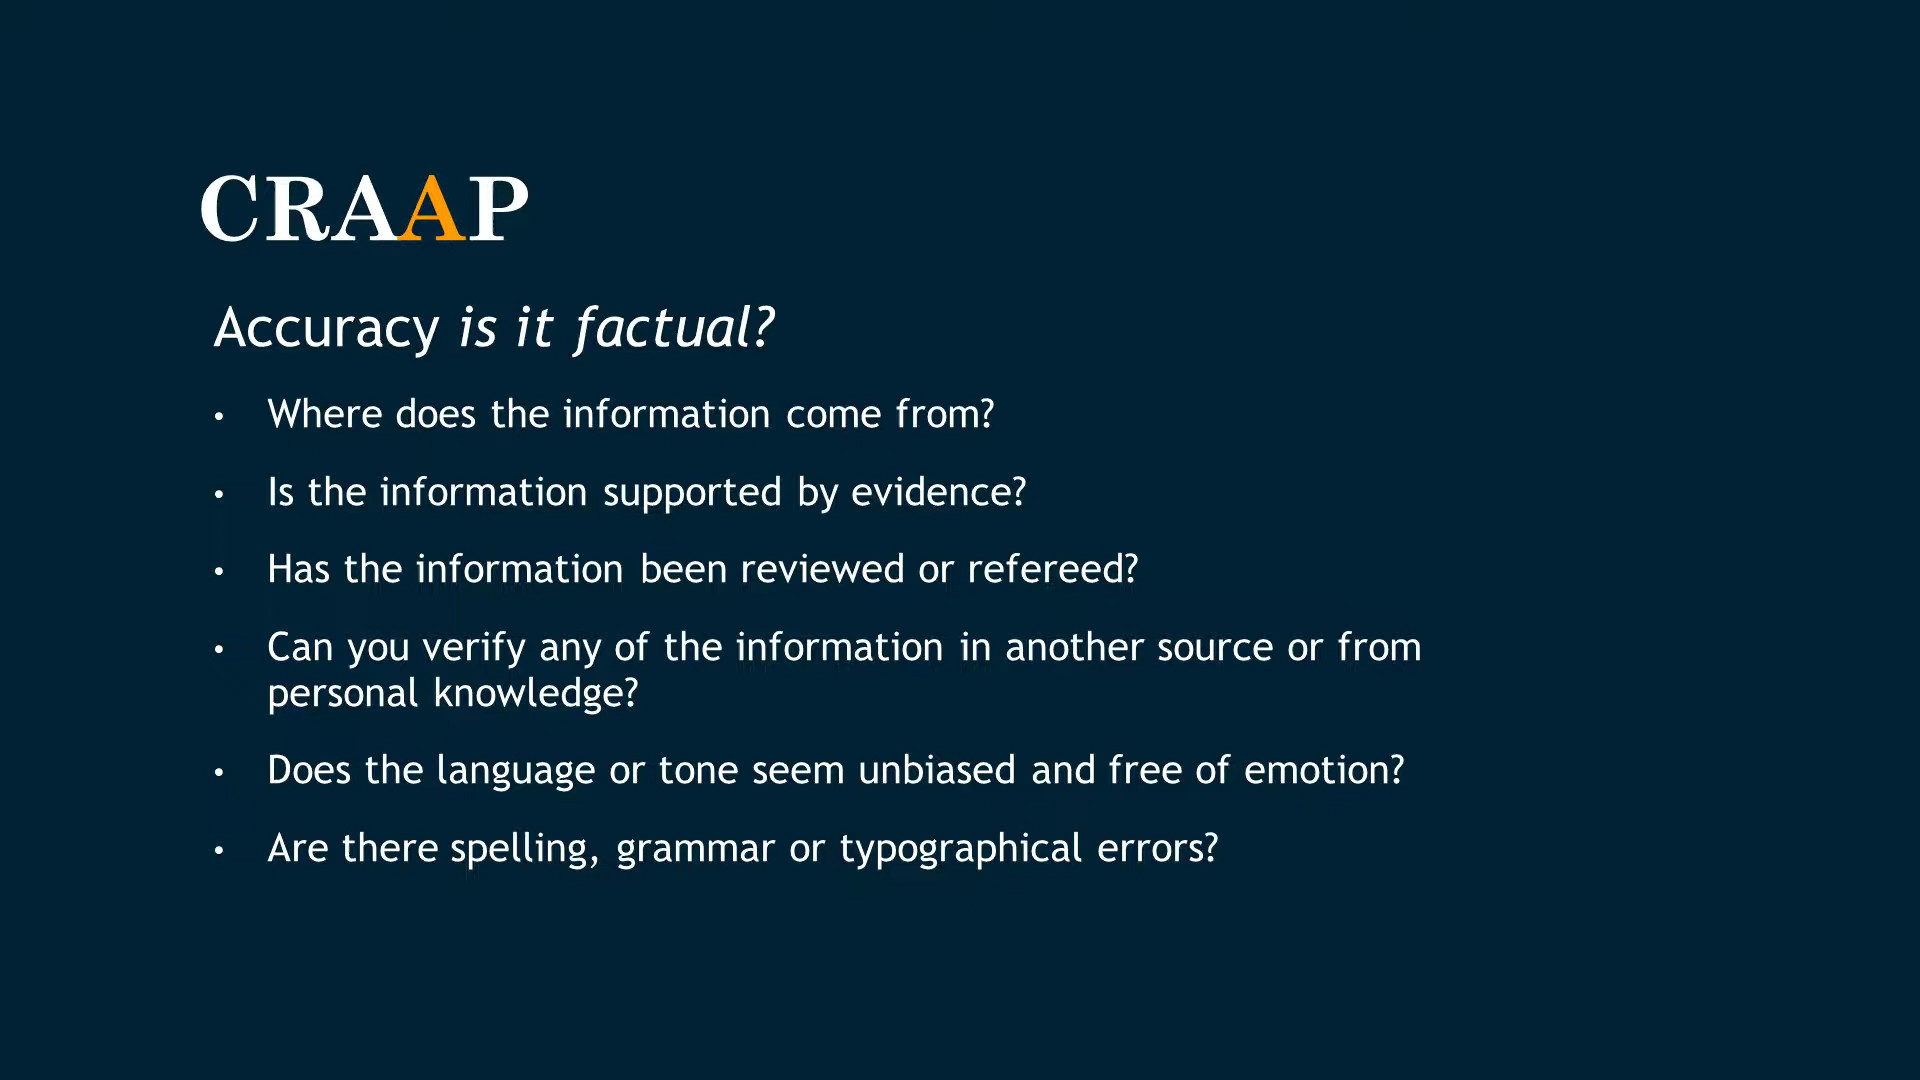 CRAAP
Accuracy is it factual?
• Where does the information come from?
• Is the information supported by evidence?
• Has the information been reviewed or refereed?
• Can you verify any of the information in another source or from
personal knowledge?
• Does the language or tone seem unbiased and free of emotion?
• Are there spelling, grammar or typographical errors?